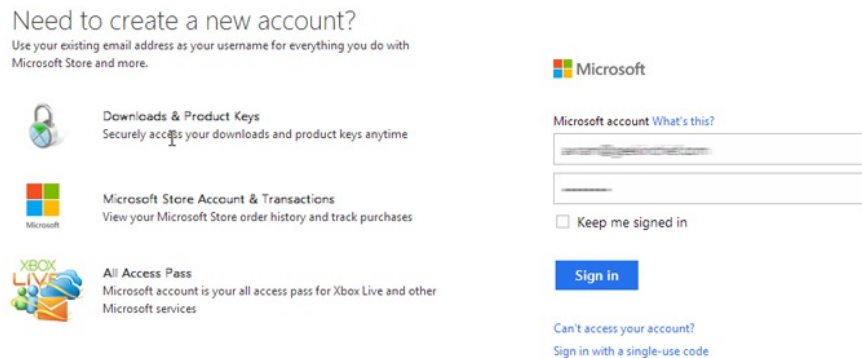 Need to create a new account?
Use your existing email address as your username for everything you do with
Microsoft Store and more.
Downloads & Product Keys
Securely access your downloads and product keys anytime
Microsoft
Microsoft Store Account & Transactions
View your Microsoft Store order history and track purchases
XBOX
LIVE
All Access Pass
Microsoft account is your all access pass for Xbox Live and other
Microsoft services
Microsoft
Microsoft account What's this?
Keep me signed in
Sign in
Can't access your account?
Sign in with a single-use code